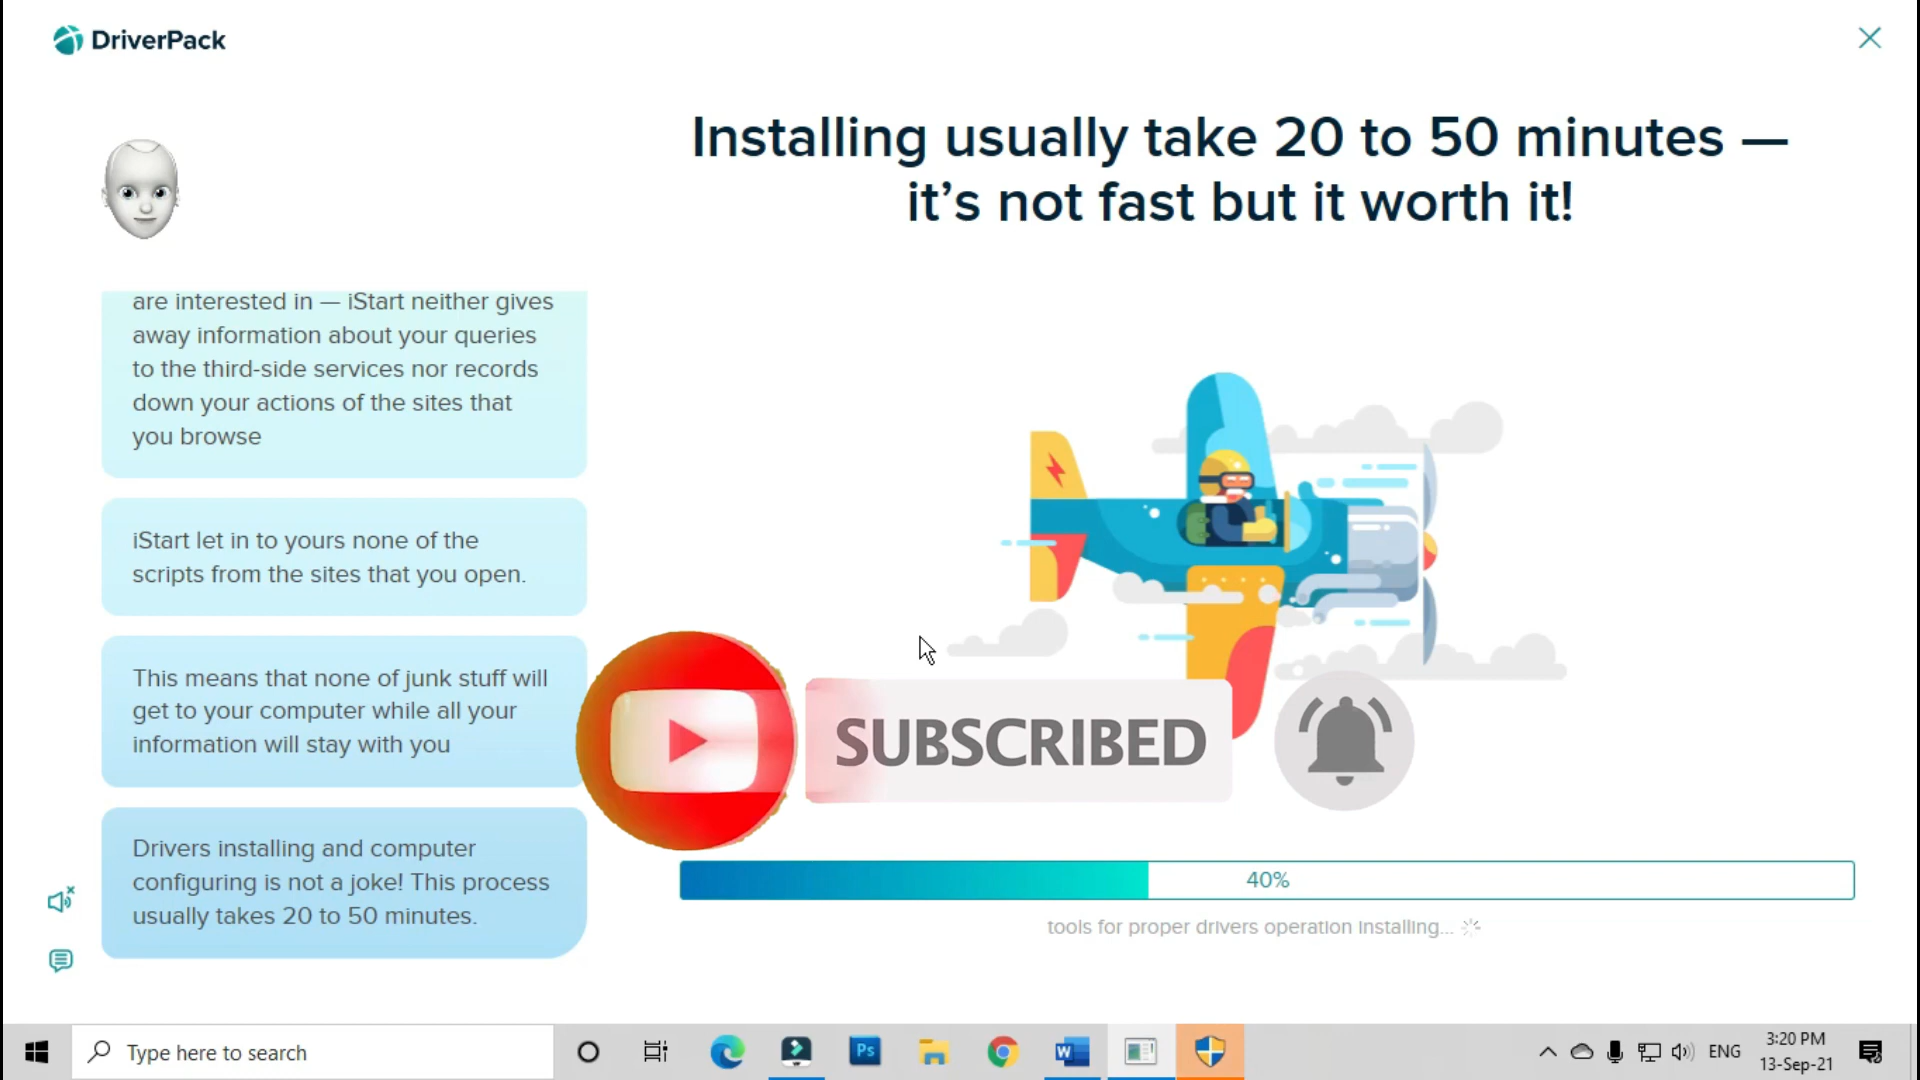 DriverPack
Installing usually take 20 to 50 minutes —
it’s not fast but it worth it!
are interested in — iStart neither gives
away information about your queries
to the third-side services nor records
down your actions of the sites that
you browse
iStart let in to yours none of the
scripts from the sites that you open.
This means that none of junk stuff will
get to your computer while all your
information will stay with you
Drivers installing and computer
configuring is not a joke! This process
usually takes 20 to 50 minutes.
SUBSCRIBED
40%
tools for proper drivers operation installing...
Type here to search
Ps
W
ENG
3:20 PM
13-Sep-21